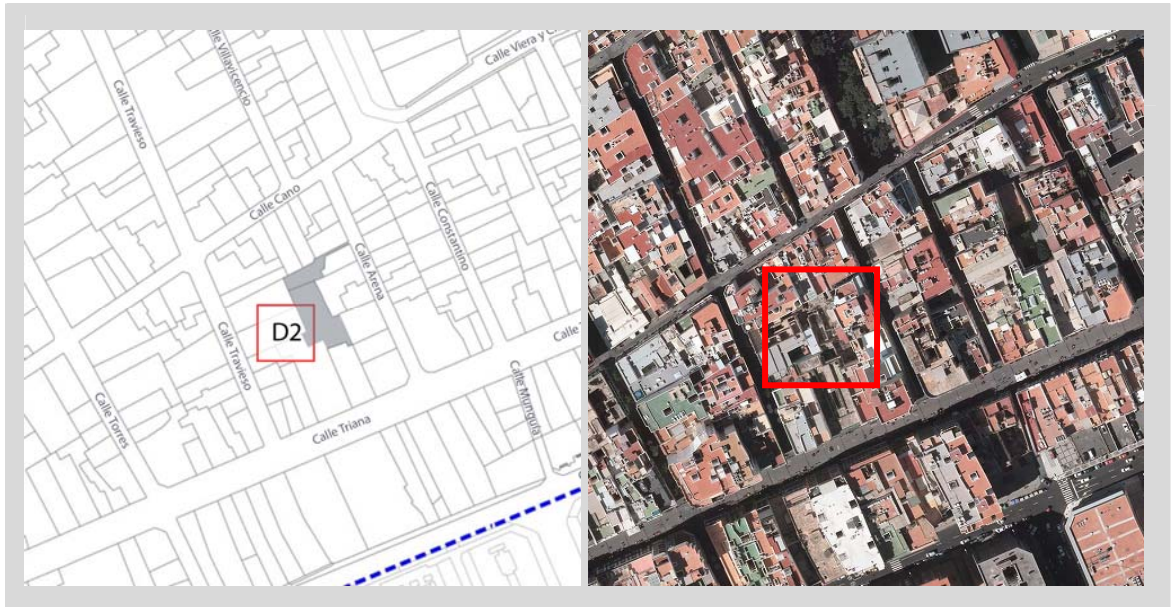 Calle Villavicencio
Calle Viera y C
Calle Travieso
Calle Cano
Calle Constantino
Calle Arena
D2
Calle Travieso
Calle
Calle Torres
Calle Triana
Calle Munguía